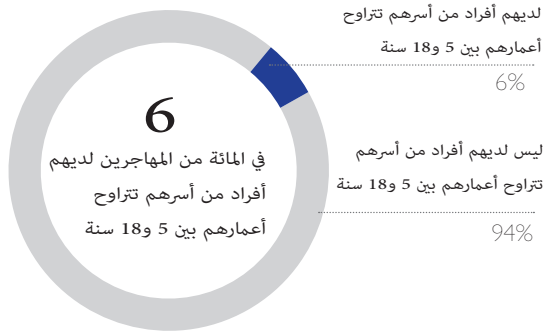 لديهم أفراد من أسرهم تتراوح
أعمارهم بين 5 و18 سنة
6%
ليس لديهم أفراد من أسرهم
تتراوح أعمارهم بين 5 و18 سنة
94%
6
في المائة من المهاجرين لديهم
أفراد من أسرهم تتراوح
أعمارهم بين 5 و18 سنة